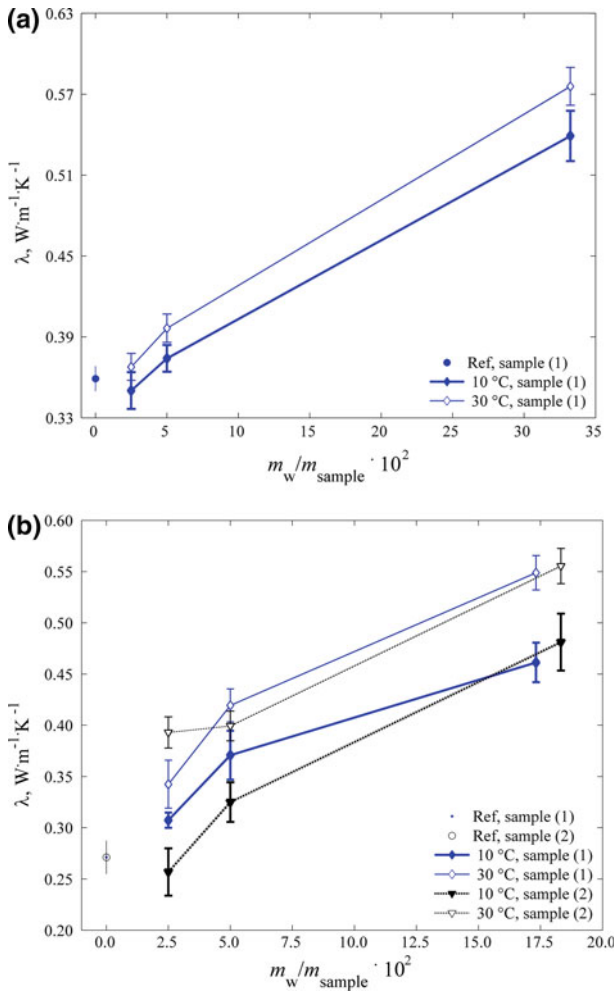 (a)
0.63
0.57
0.51
0.45
0.39
0.33
λ, W·m⁻¹·K⁻¹
Ref, sample (1)
10 °C, sample (1)
30 °C, sample (1)
0 5 10 15 20 25 30 35
m_w/m_sample · 10²
(b)
0.60
0.55
0.50
0.45
0.40
0.35
0.30
0.25
0.20
λ, W·m⁻¹·K⁻¹
Ref, sample (1)
Ref, sample (2)
10 °C, sample (1)
30 °C, sample (1)
10 °C, sample (2)
30 °C, sample (2)
0.0 2.5 5.0 7.5 10.0 12.5 15.0 17.5 20.0
m_w/m_sample · 10²